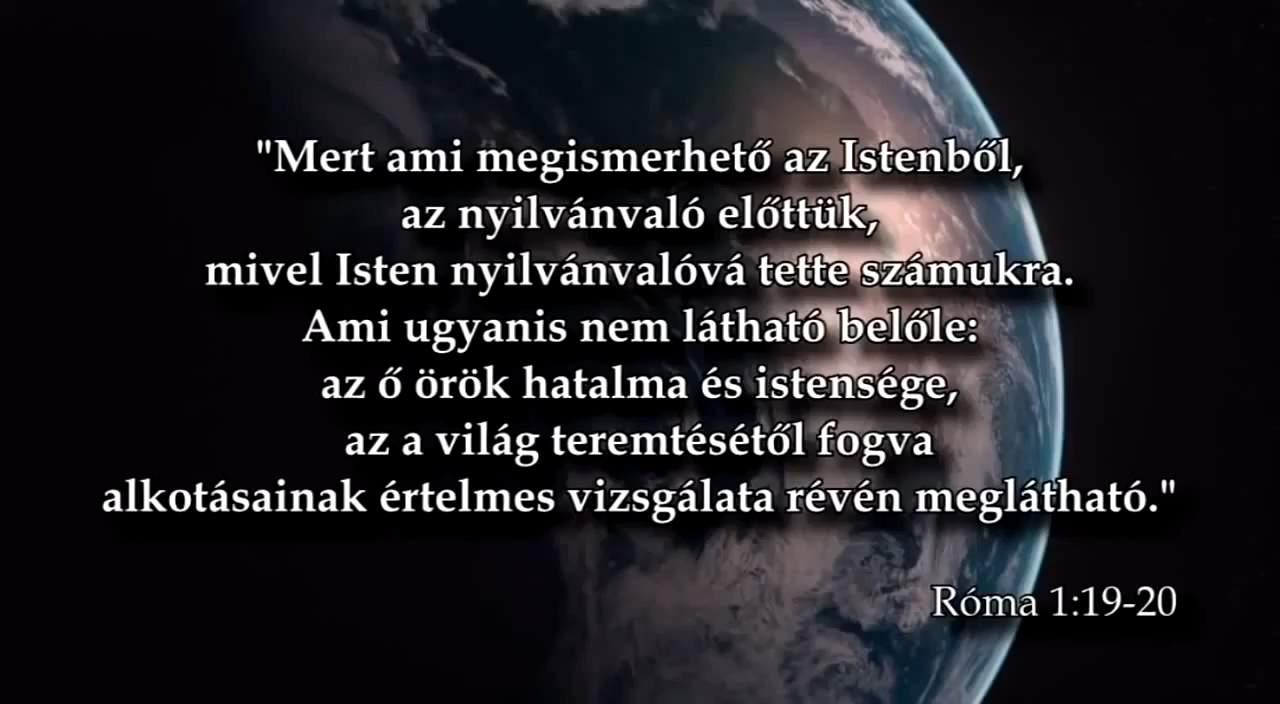 "Mert ami megismerhető az Istenből,
az nyilvánvaló előttük,
mivel Isten nyilvánvalóvá tette számukra.
Ami ugyanis nem látható belőle:
az ő örök hatalma és istensége,
az a világ teremtésétől fogva
alkotásainak értelmes vizsgálata révén meglátható."
Róma 1:19-20